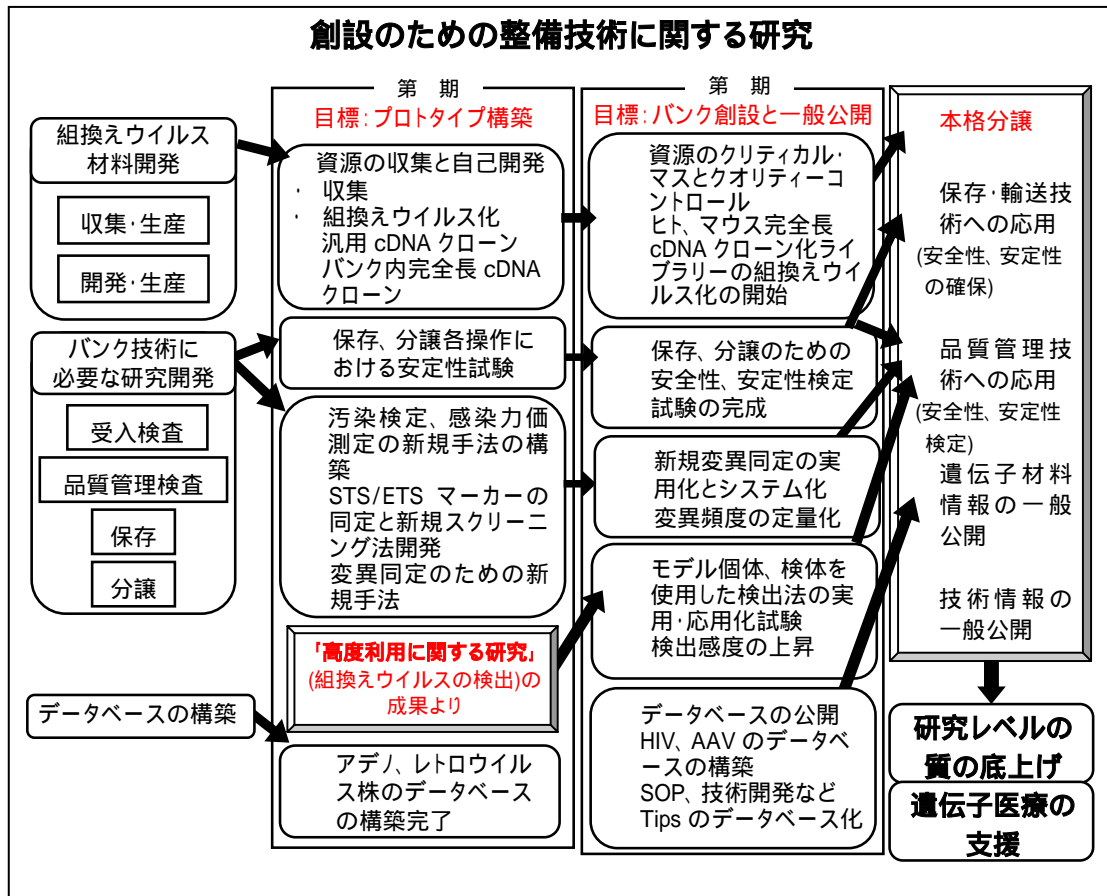 創設のための整備技術に関する研究
組換えウイルス
材料開発
収集・生産
開発・生産
バンク技術に
必要な研究開発
受入検査
品質管理検査
保存
分譲
データベースの構築
第　期
目標：プロトタイプ構築
資源の収集と自己開発
・　収集
・　組換えウイルス化
汎用 cDNA クローン
バンク内完全長 cDNA
クローン
保存、分譲各操作に
おける安定性試験
汚染検定、感染力価
測定の新規手法の構
築
STS/ETS マーカーの
同定と新規スクリーニ
ング法開発
変異同定のための新
規手法
「高度利用に関する研究」
(組換えウイルスの検出)の
成果より
アデノ、レトロウイル
ス株のデータベース
の構築完了
第　期
目標：バンク創設と一般公開
資源のクリティカル・
マスとクオリティーコ
ントロール
ヒト、マウス完全長
cDNA クローン化ライ
ブラリーの組換えウイ
ルス化の開始
保存、分譲のための
安全性、安定性検定
試験の完成
新規変異同定の実
用化とシステム化
変異頻度の定量化
モデル個体、検体を
使用した検出法の実
用・応用化試験
検出感度の上昇
データベースの公開
HIV、AAV のデータベ
ースの構築
SOP、技術開発など
Tips のデータベース化
本格分譲
保存・輸送技
術への応用
(安全性、安定性
の確保)
品質管理技
術への応用
(安全性、安定性
検定)
遺伝子材料
情報の一般
公開
技術情報の
一般公開
研究レベルの
質の底上げ
遺伝子医療の
支援